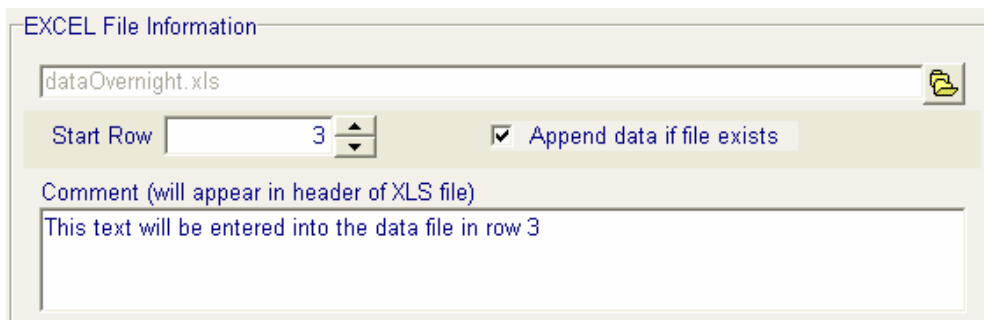 EXCEL File Information
dataOvernight.xls
Start Row 3 Append data if file exists
Comment (will appear in header of XLS file)
This text will be entered into the data file in row 3